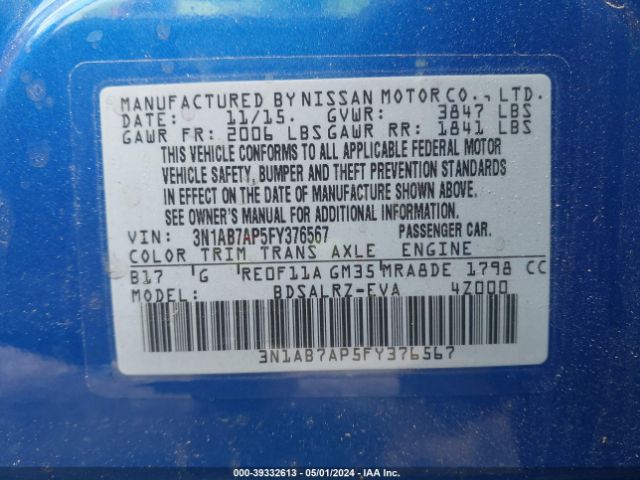 MANUFACTURED BY NISSAN MOTOR CO., LTD.
DATE: 11/15. GVWR: 3847 LBS
GAWR FR: 2006 LBS GAWR RR: 1841 LBS
THIS VEHICLE CONFORMS TO ALL APPLICABLE FEDERAL MOTOR
VEHICLE SAFETY, BUMPER AND THEFT PREVENTION STANDARDS
IN EFFECT ON THE DATE OF MANUFACTURE SHOWN ABOVE.
SEE OWNER'S MANUAL FOR ADDITIONAL INFORMATION.
VIN: 3N1AB7AP5FY376567 PASSENGER CAR.
COLOR TRIM TRANS AXLE ENGINE
B17 G RE0F11A GM35 MRA8DE 1798 CC
MODEL: BDSALRZ-EVA 4Z000
3N1AB7AP5FY376567
000-39332613 - 05/01/2024 - IAA Inc.